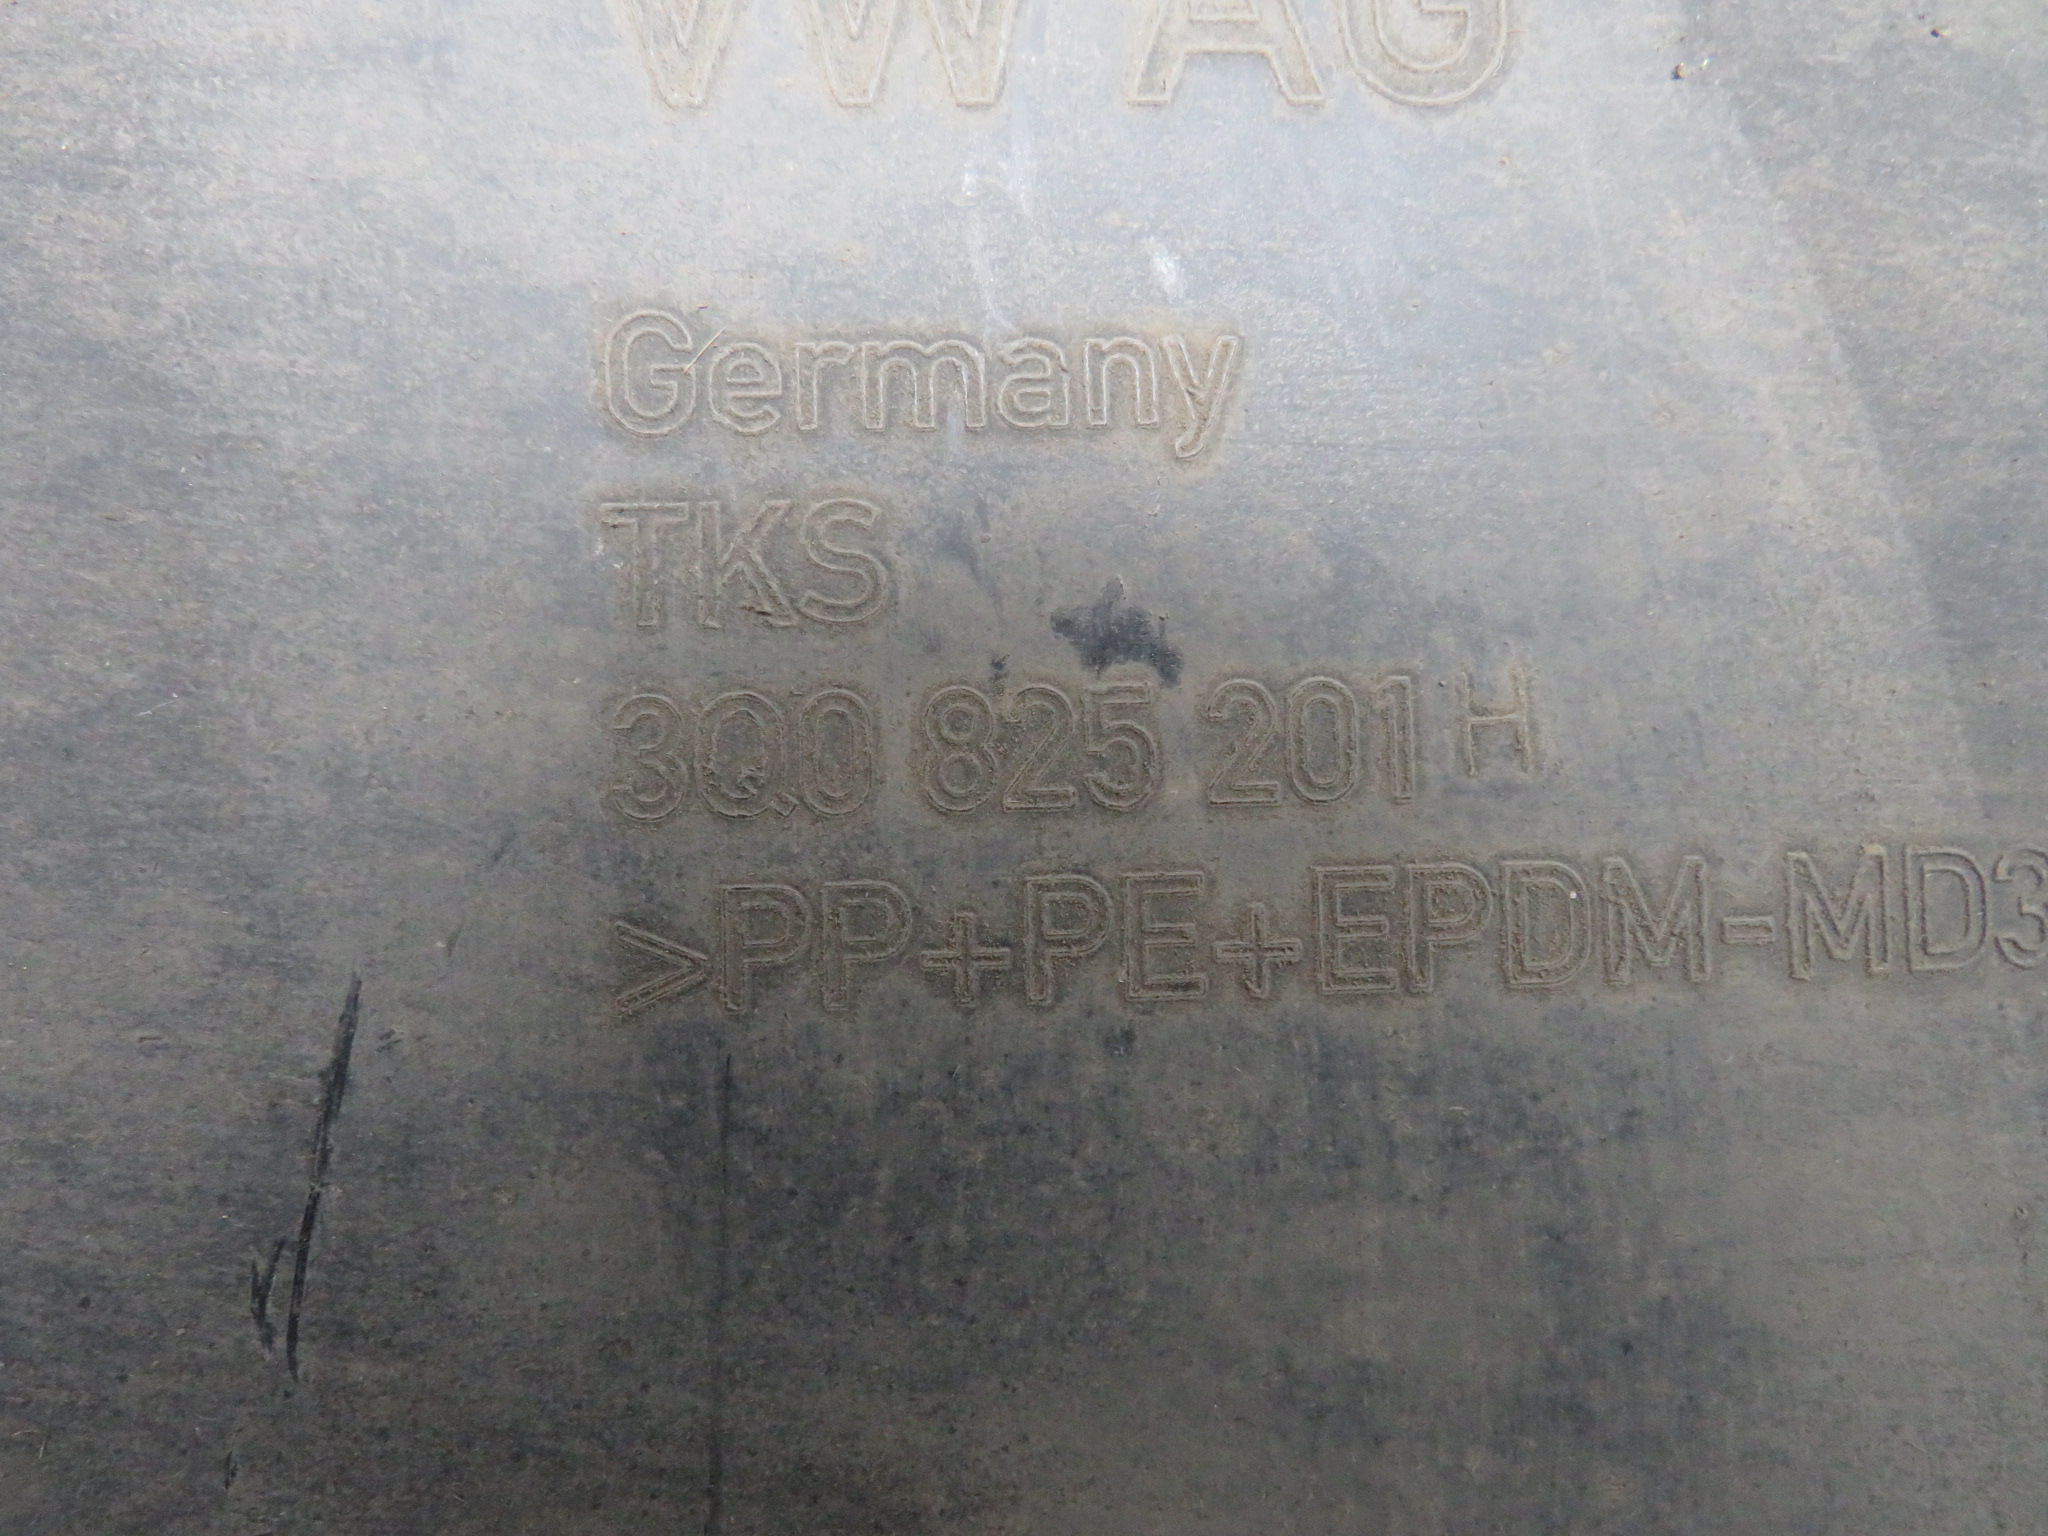 VW AG
Germany
TKS
3Q0 825 201 H
>PP+PE+EPDM-MD3